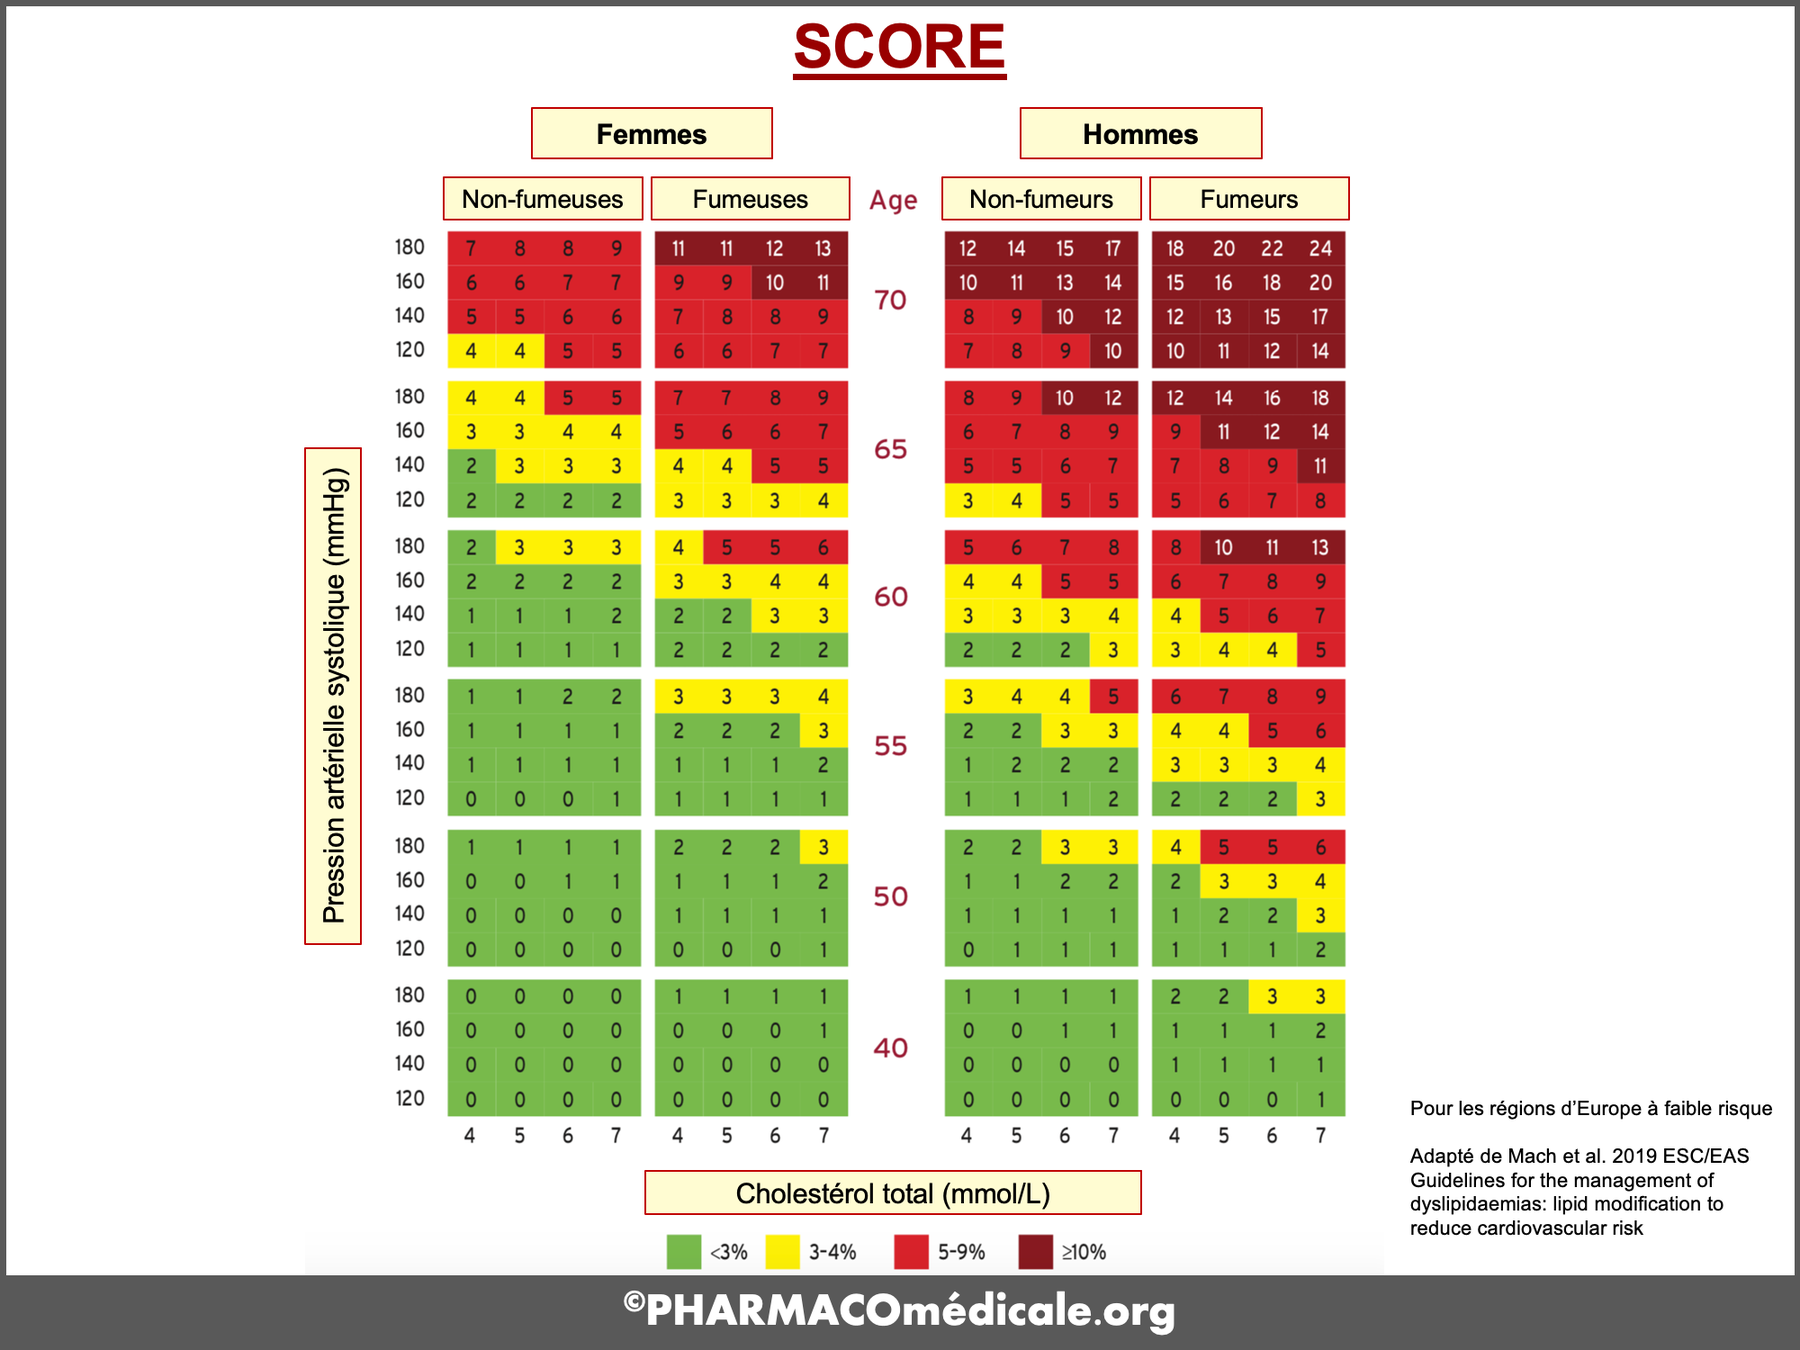 SCORE
Femmes
Hommes
Non-fumeuses
Fumeuses
Age
Non-fumeurs
Fumeurs
180 7 8 8 9 11 11 12 13 12 14 15 17 18 20 22 24
160 6 6 7 7 9 9 10 11 10 11 13 14 15 16 18 20
70
140 5 5 6 6 7 8 8 9 8 9 10 12 12 13 15 17
120 4 4 5 5 6 6 7 7 7 8 9 10 10 11 12 14
180 4 4 5 5 7 7 8 9 8 9 10 12 12 14 16 18
160 3 3 4 4 5 6 6 7 6 7 8 9 9 11 12 14
65
140 2 3 3 3 4 4 5 5 5 5 6 7 7 8 9 11
120 2 2 2 2 3 3 3 4 3 4 5 5 5 6 7 8
180 2 3 3 3 4 5 5 6 5 6 7 8 8 10 11 13
160 2 2 2 2 3 3 4 4 4 4 5 5 6 7 8 9
60
140 1 1 1 2 2 2 3 3 3 3 3 4 4 5 6 7
120 1 1 1 1 2 2 2 2 2 2 2 3 3 4 4 5
180 1 1 2 2 3 3 3 4 3 4 4 5 6 7 8 9
160 1 1 1 1 2 2 2 3 2 2 3 3 4 4 5 6
55
140 1 1 1 1 1 1 1 2 1 2 2 2 3 3 3 4
120 0 0 0 1 1 1 1 1 1 1 1 2 2 2 2 3
180 1 1 1 1 2 2 2 3 2 2 3 3 4 5 5 6
160 0 0 1 1 1 1 1 2 1 1 2 2 2 3 3 4
50
140 0 0 0 0 1 1 1 1 1 1 1 1 1 2 2 3
120 0 0 0 0 0 0 0 1 0 1 1 1 1 1 1 2
180 0 0 0 0 1 1 1 1 1 1 1 1 2 2 3 3
160 0 0 0 0 0 0 0 1 0 0 1 1 1 1 1 2
40
140 0 0 0 0 0 0 0 0 0 0 0 0 1 1 1 1
120 0 0 0 0 0 0 0 0 0 0 0 0 0 0 0 1
4 5 6 7 4 5 6 7 4 5 6 7 4 5 6 7
Pression artérielle systolique (mmHg)
Cholestérol total (mmol/L)
<3% 3-4% 5-9% ≥10%
Pour les régions d’Europe à faible risque
Adapté de Mach et al. 2019 ESC/EAS
Guidelines for the management of
dyslipidaemias: lipid modification to
reduce cardiovascular risk
©PHARMACOmédicale.org